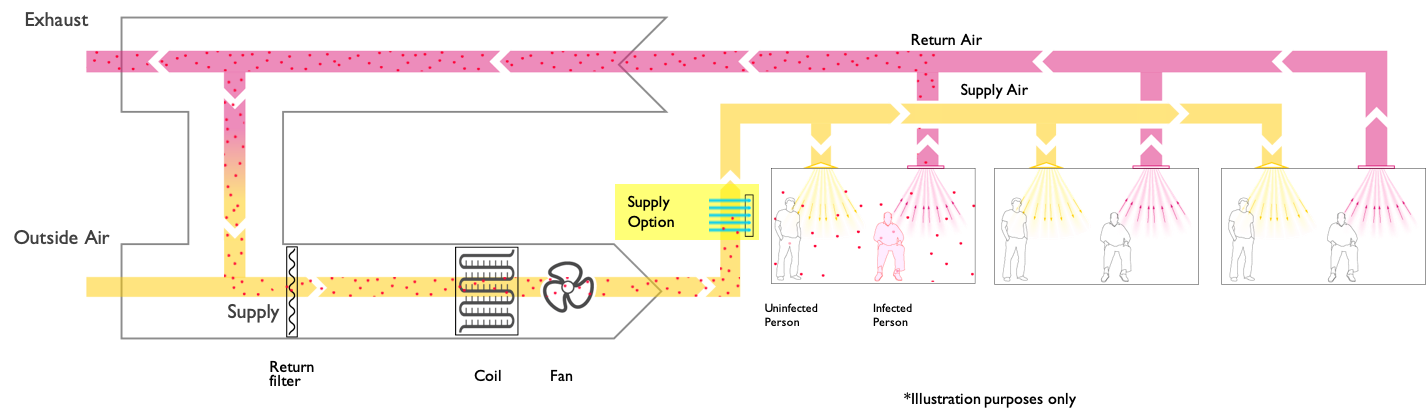 Exhaust
Return Air
Supply Air
Supply
Option
Outside Air
Supply
Uninfected
Person
Infected
Person
Return
filter
Coil
Fan
*Illustration purposes only